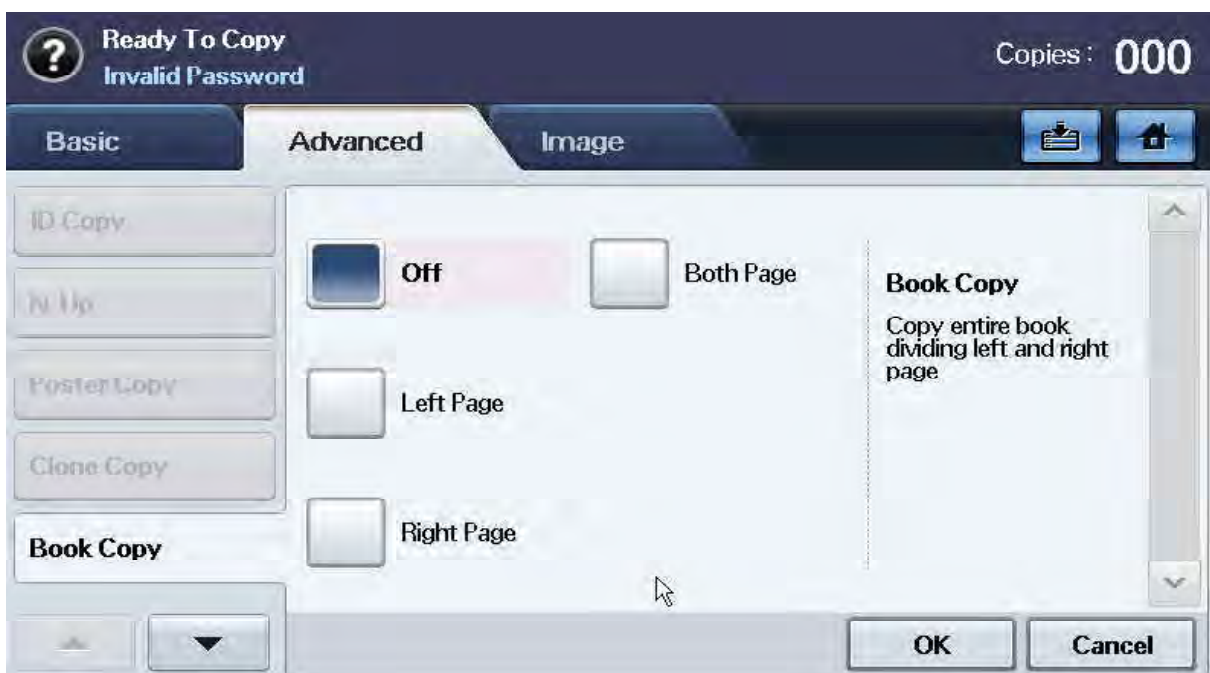 Ready To Copy
Invalid Password
Copies : 000
Basic
Advanced
Image
ID Copy
N-Up
Poster Copy
Clone Copy
Book Copy
Off
Both Page
Left Page
Right Page
Book Copy
Copy entire book
dividing left and right
page
OK
Cancel